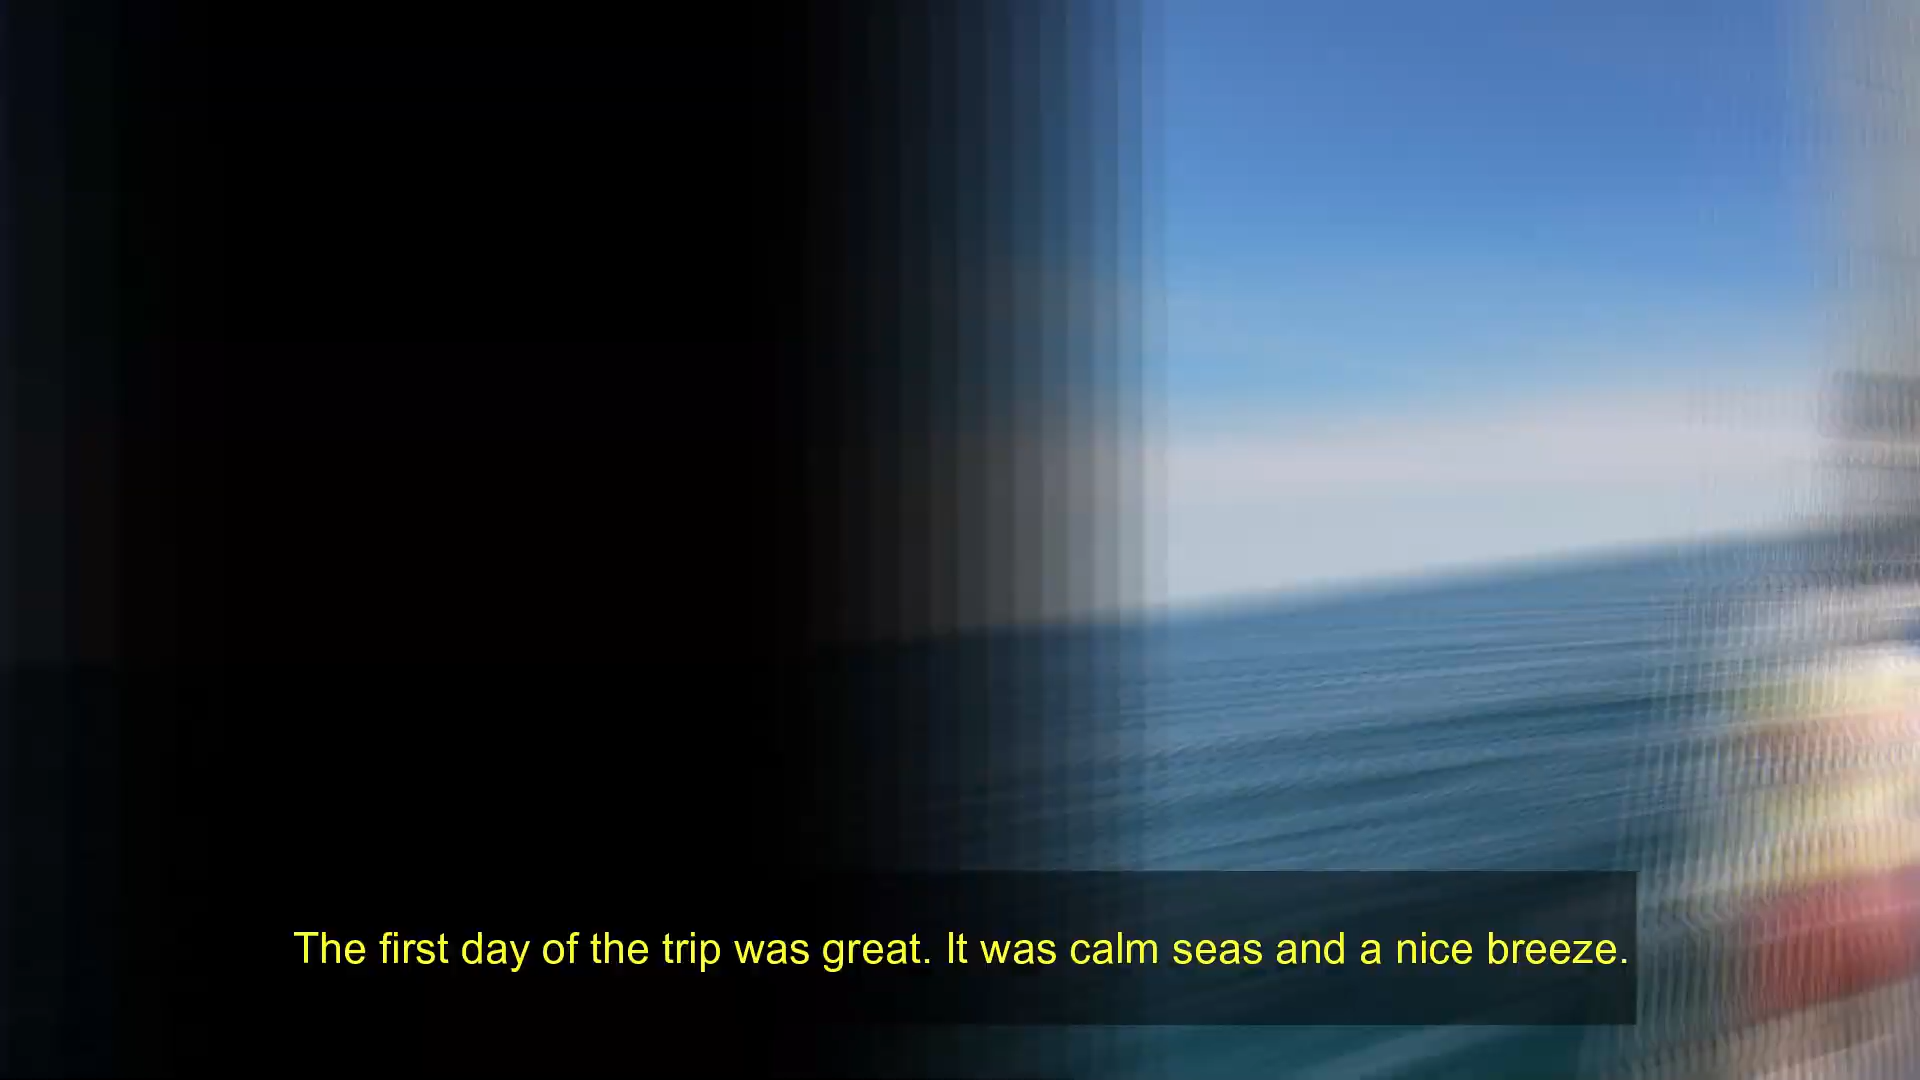 The first day of the trip was great. It was calm seas and a nice breeze.